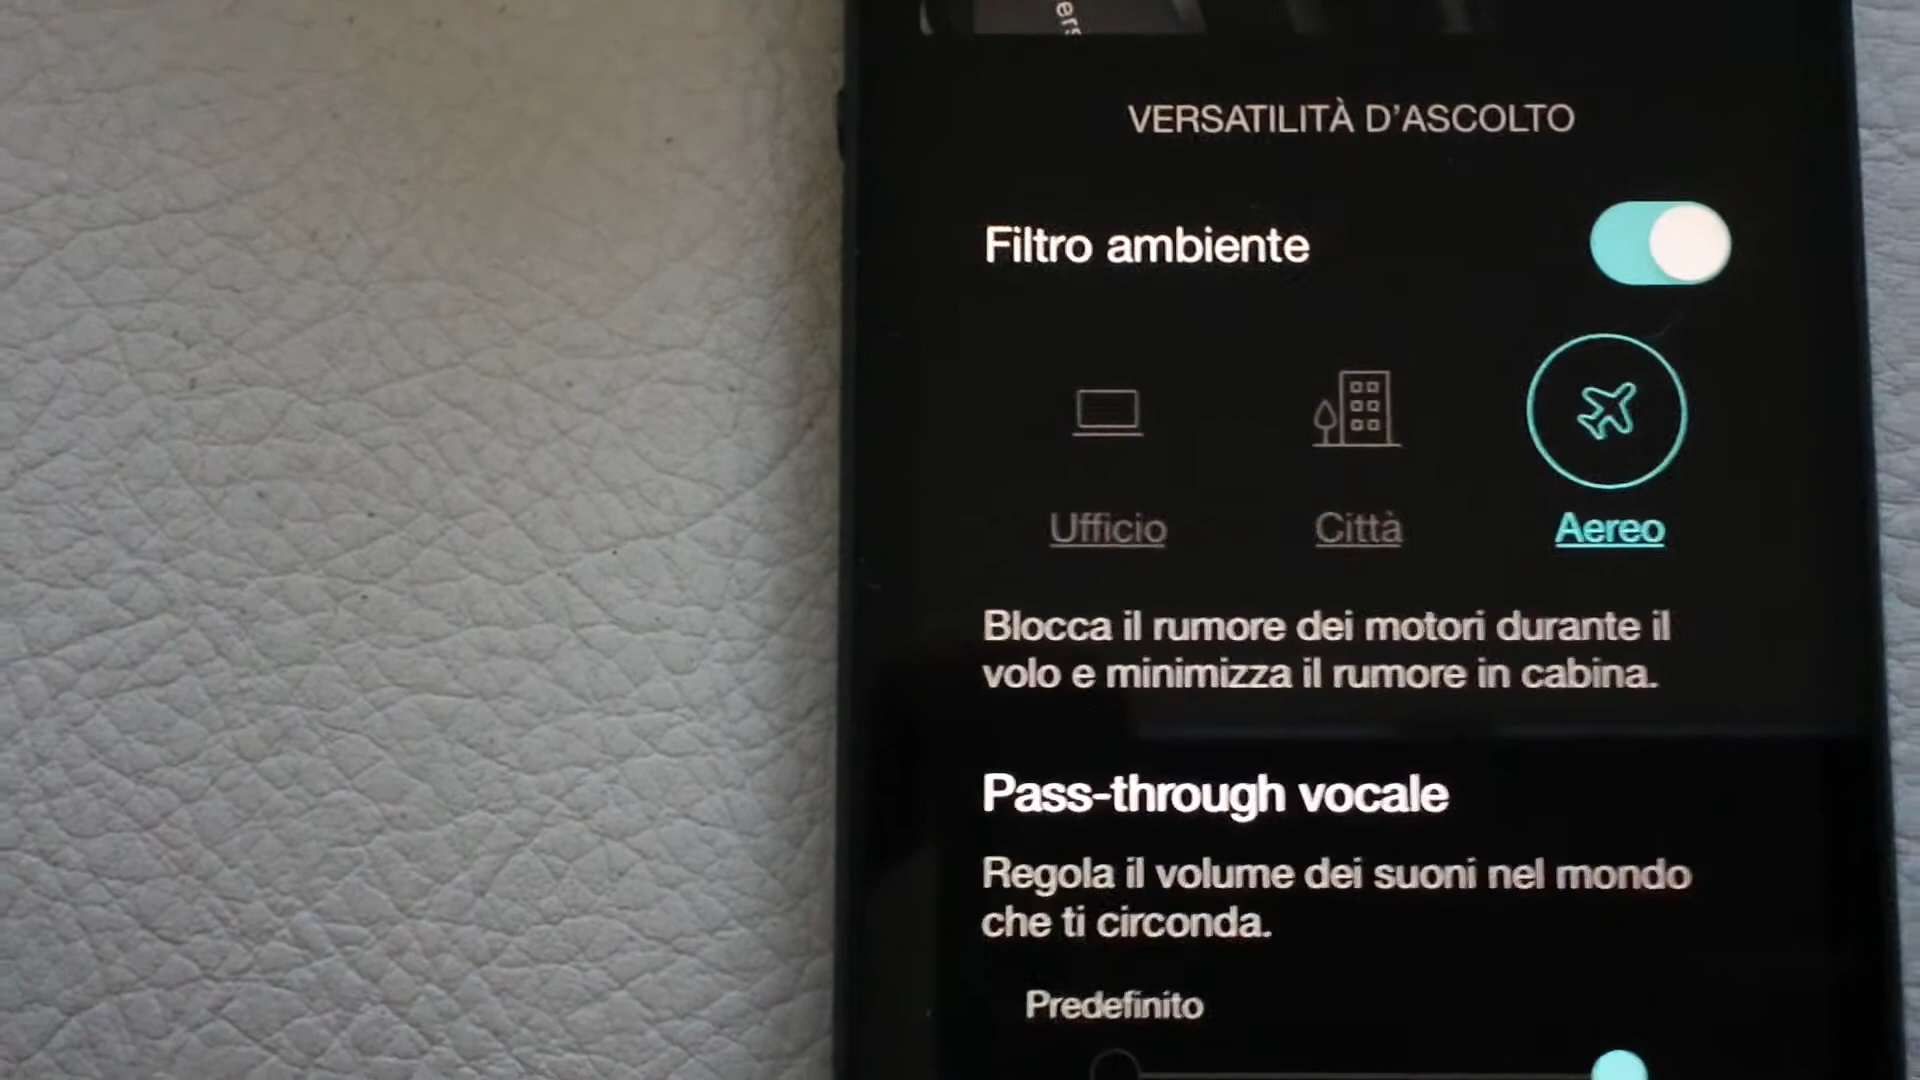 VERSATILITÀ D’ASCOLTO
Filtro ambiente
Ufficio
Città
Aereo
Blocca il rumore dei motori durante il
volo e minimizza il rumore in cabina.
Pass-through vocale
Regola il volume dei suoni nel mondo
che ti circonda.
Predefinito